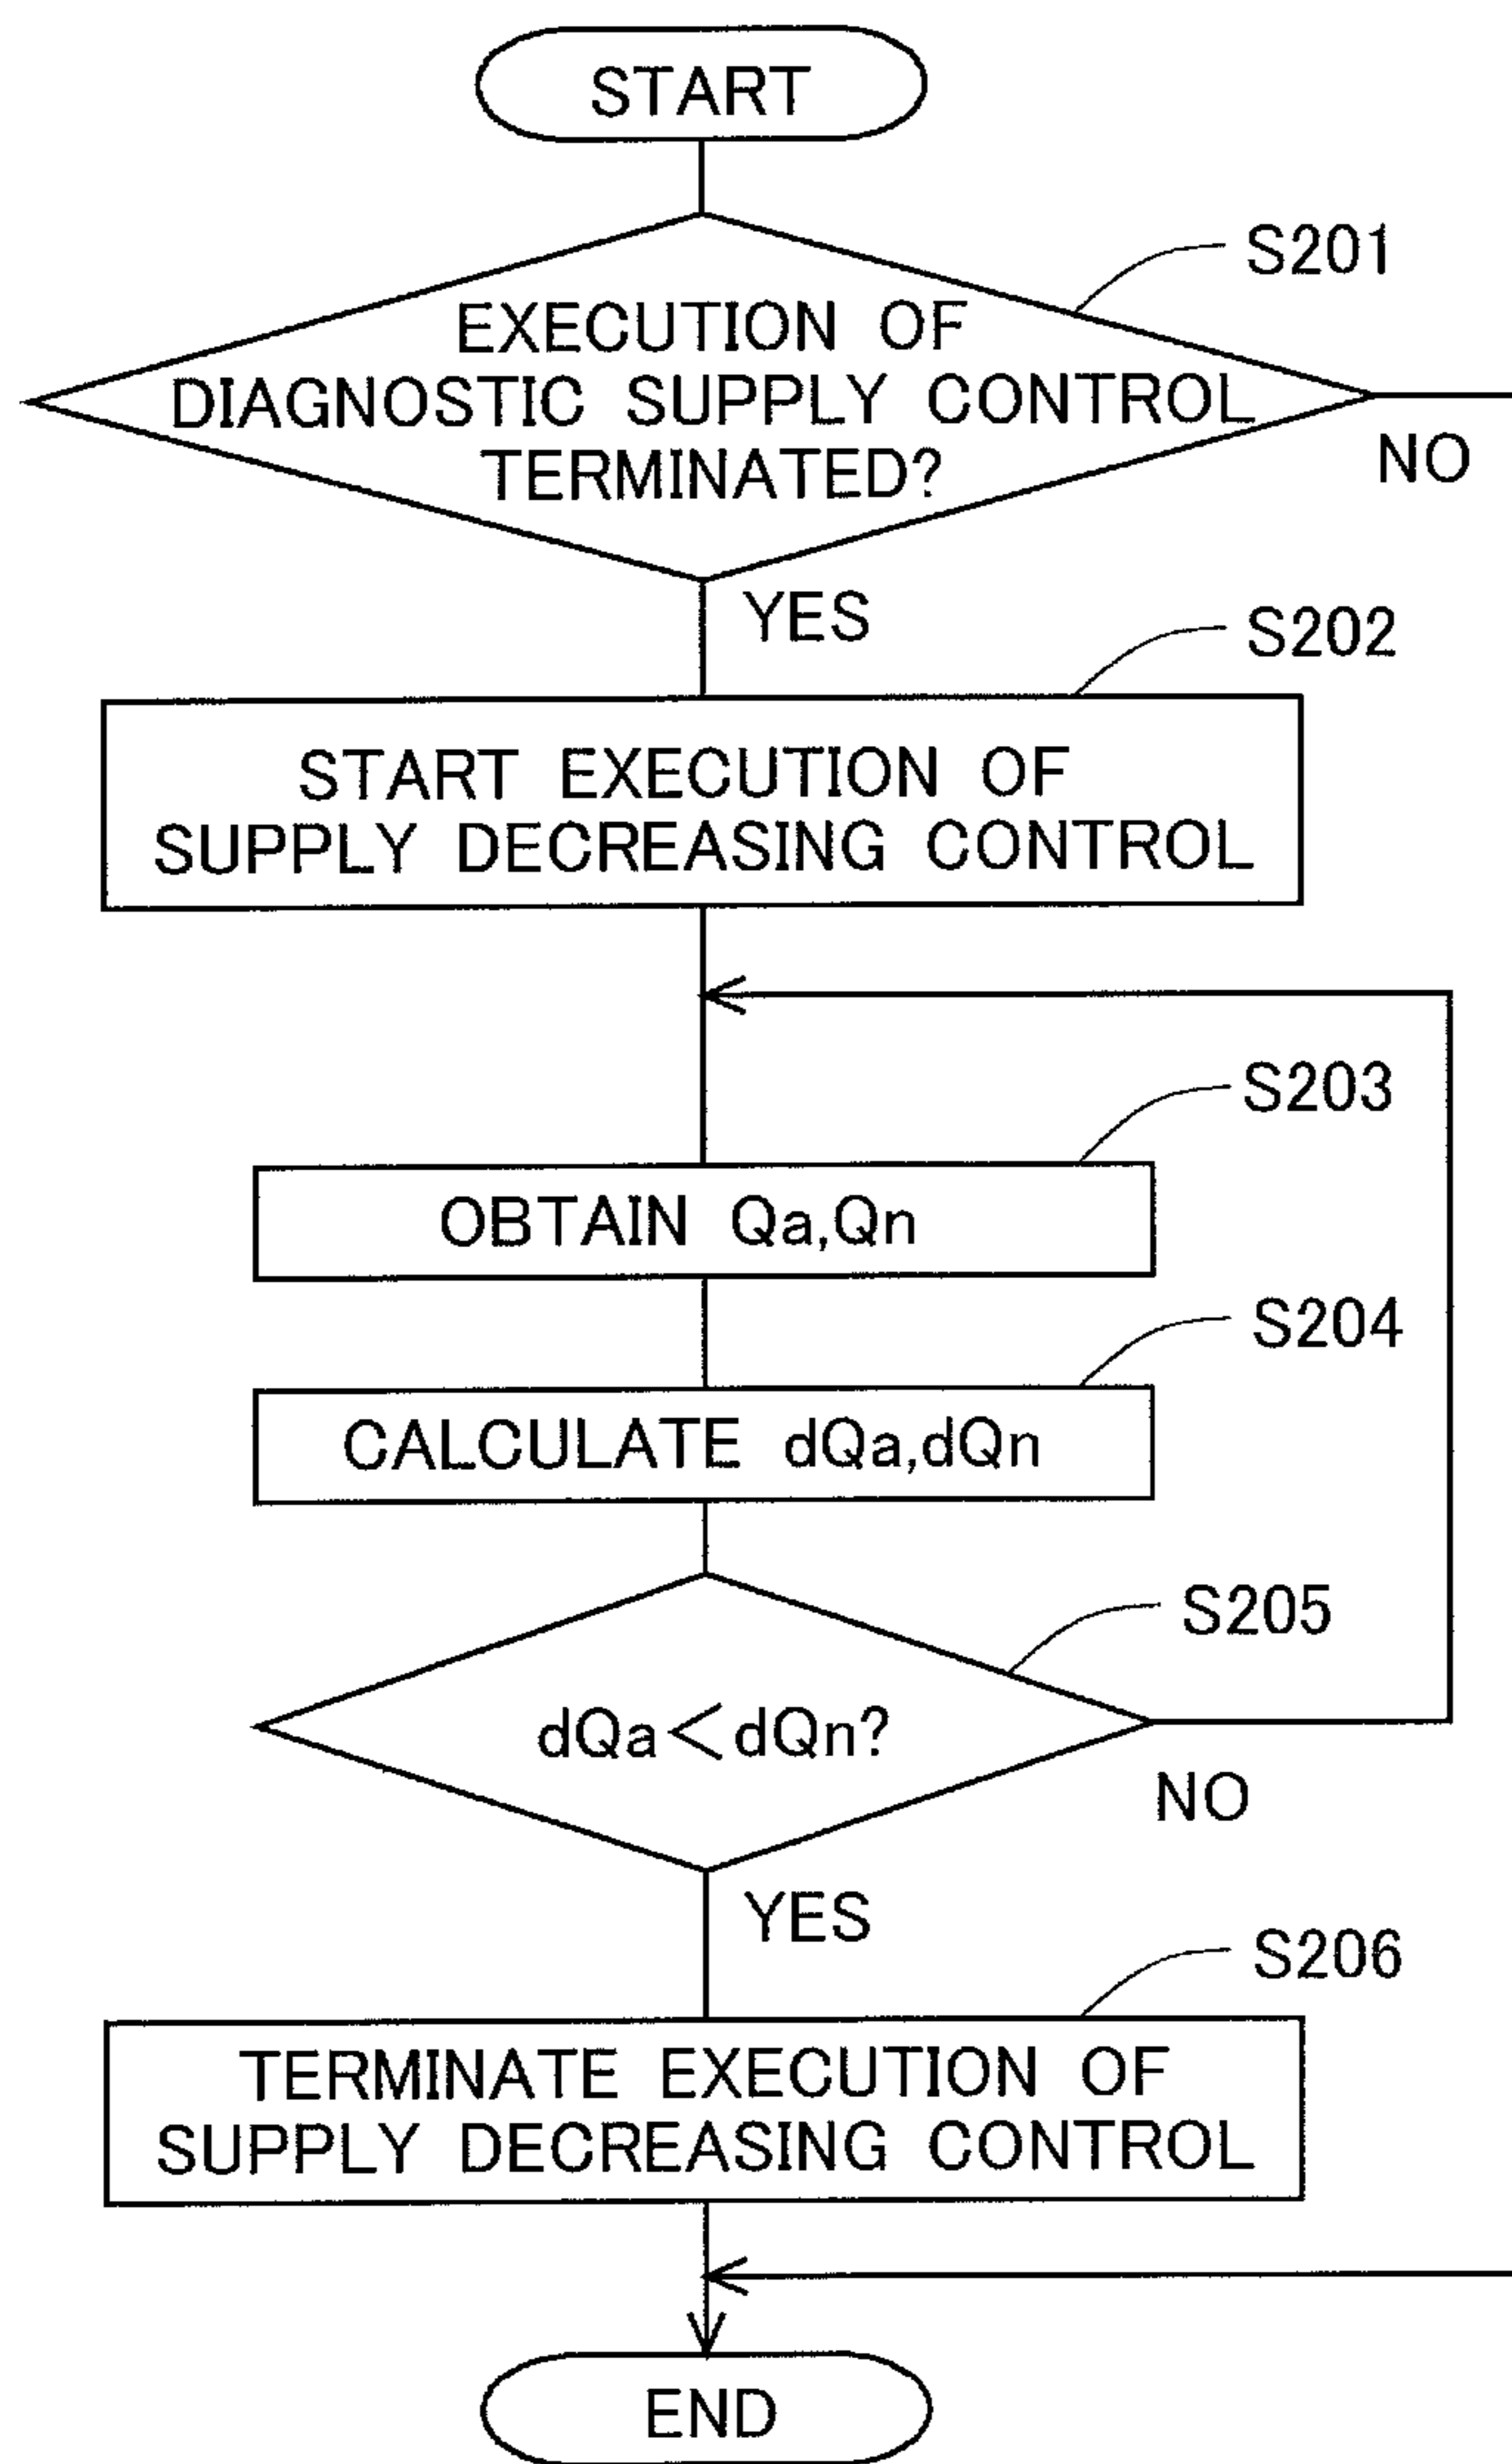 START
S201
EXECUTION OF
DIAGNOSTIC SUPPLY CONTROL
TERMINATED?
NO
YES
S202
START EXECUTION OF
SUPPLY DECREASING CONTROL
S203
OBTAIN Qa,Qn
S204
CALCULATE dQa,dQn
S205
dQa<dQn?
NO
YES
S206
TERMINATE EXECUTION OF
SUPPLY DECREASING CONTROL
END